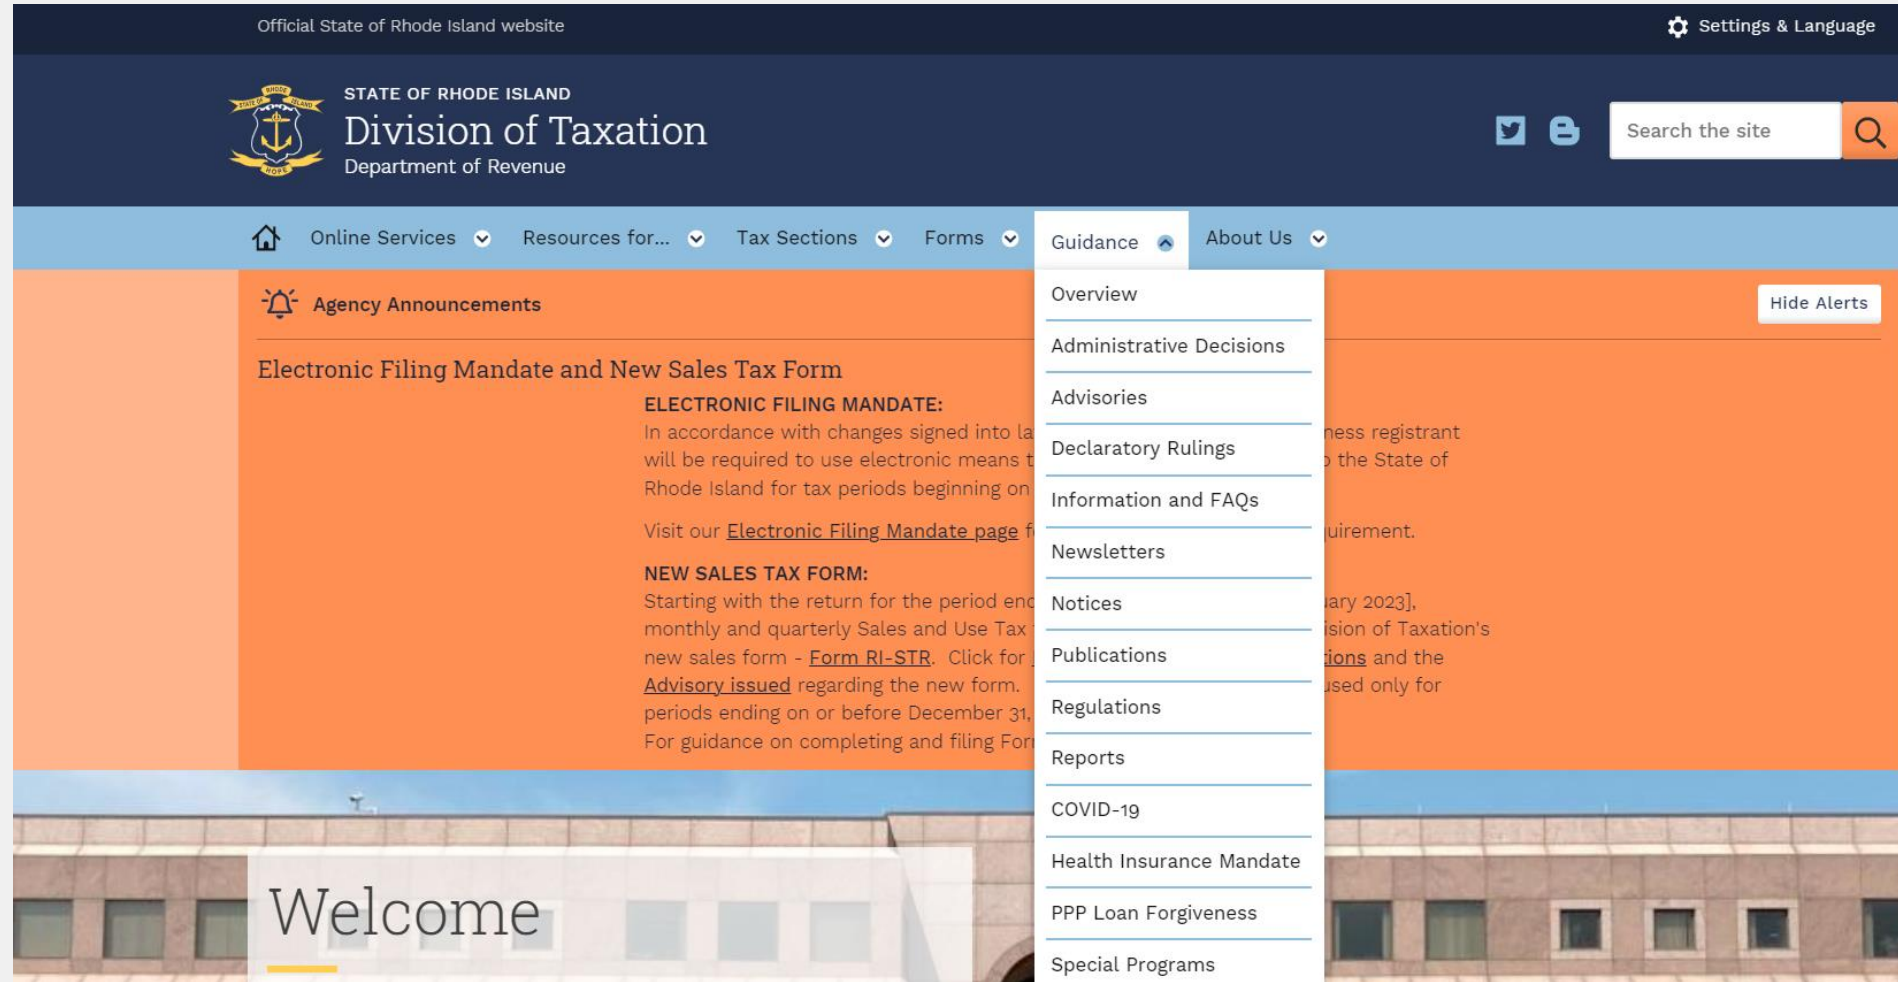 Official State of Rhode Island website
Settings & Language
RHODE
STATE OF
ISLAND
HOPE
STATE OF RHODE ISLAND
Division of Taxation
Department of Revenue
Search the site
Online Services
Resources for...
Tax Sections
Forms
Guidance
About Us
Agency Announcements
Hide Alerts
Electronic Filing Mandate and New Sales Tax Form
ELECTRONIC FILING MANDATE:
In accordance with changes signed into la
ness registrant
will be required to use electronic means t
the State of
Rhode Island for tax periods beginning on
Visit our Electronic Filing Mandate page f
uirement.
NEW SALES TAX FORM:
Starting with the return for the period end
ary 2023],
monthly and quarterly Sales and Use Tax
ision of Taxation's
new sales form - Form RI-STR. Click for
tions and the
Advisory issued regarding the new form.
used only for
periods ending on or before December 31,
For guidance on completing and filing For
Overview
Administrative Decisions
Advisories
Declaratory Rulings
Information and FAQs
Newsletters
Notices
Publications
Regulations
Reports
COVID-19
Health Insurance Mandate
PPP Loan Forgiveness
Special Programs
Welcome